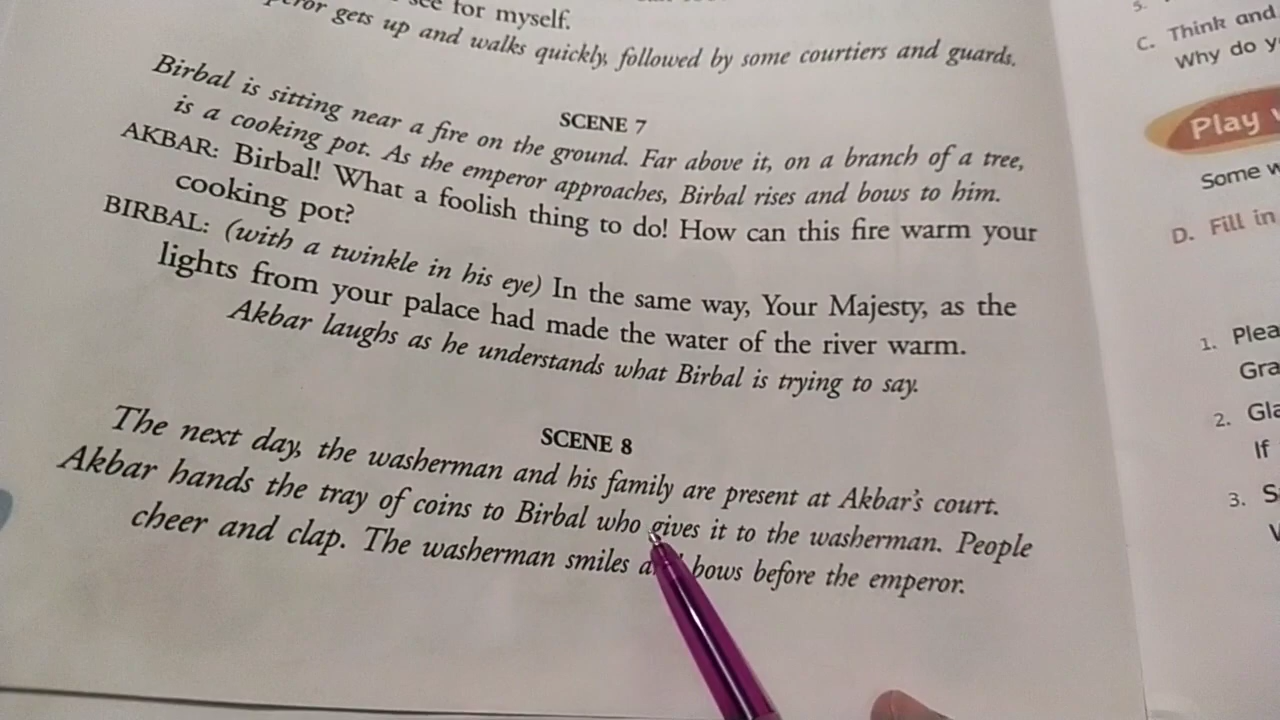 see for myself.
gets up and walks quickly, followed by some courtiers and guards.
SCENE 7
Birbal is sitting near a fire on the ground. Far above it, on a branch of a tree,
is a cooking pot. As the emperor approaches, Birbal rises and bows to him.
AKBAR: Birbal! What a foolish thing to do! How can this fire warm your
cooking pot?
BIRBAL: (with a twinkle in his eye) In the same way, Your Majesty, as the
lights from your palace had made the water of the river warm.
Akbar laughs as he understands what Birbal is trying to say.
SCENE 8
The next day, the washerman and his family are present at Akbar's court.
Akbar hands the tray of coins to Birbal who gives it to the washerman. People
cheer and clap. The washerman smiles bows before the emperor.
5.
C. Think and
Why do
Play
Some
D. Fill in
1.
2.
If
3.